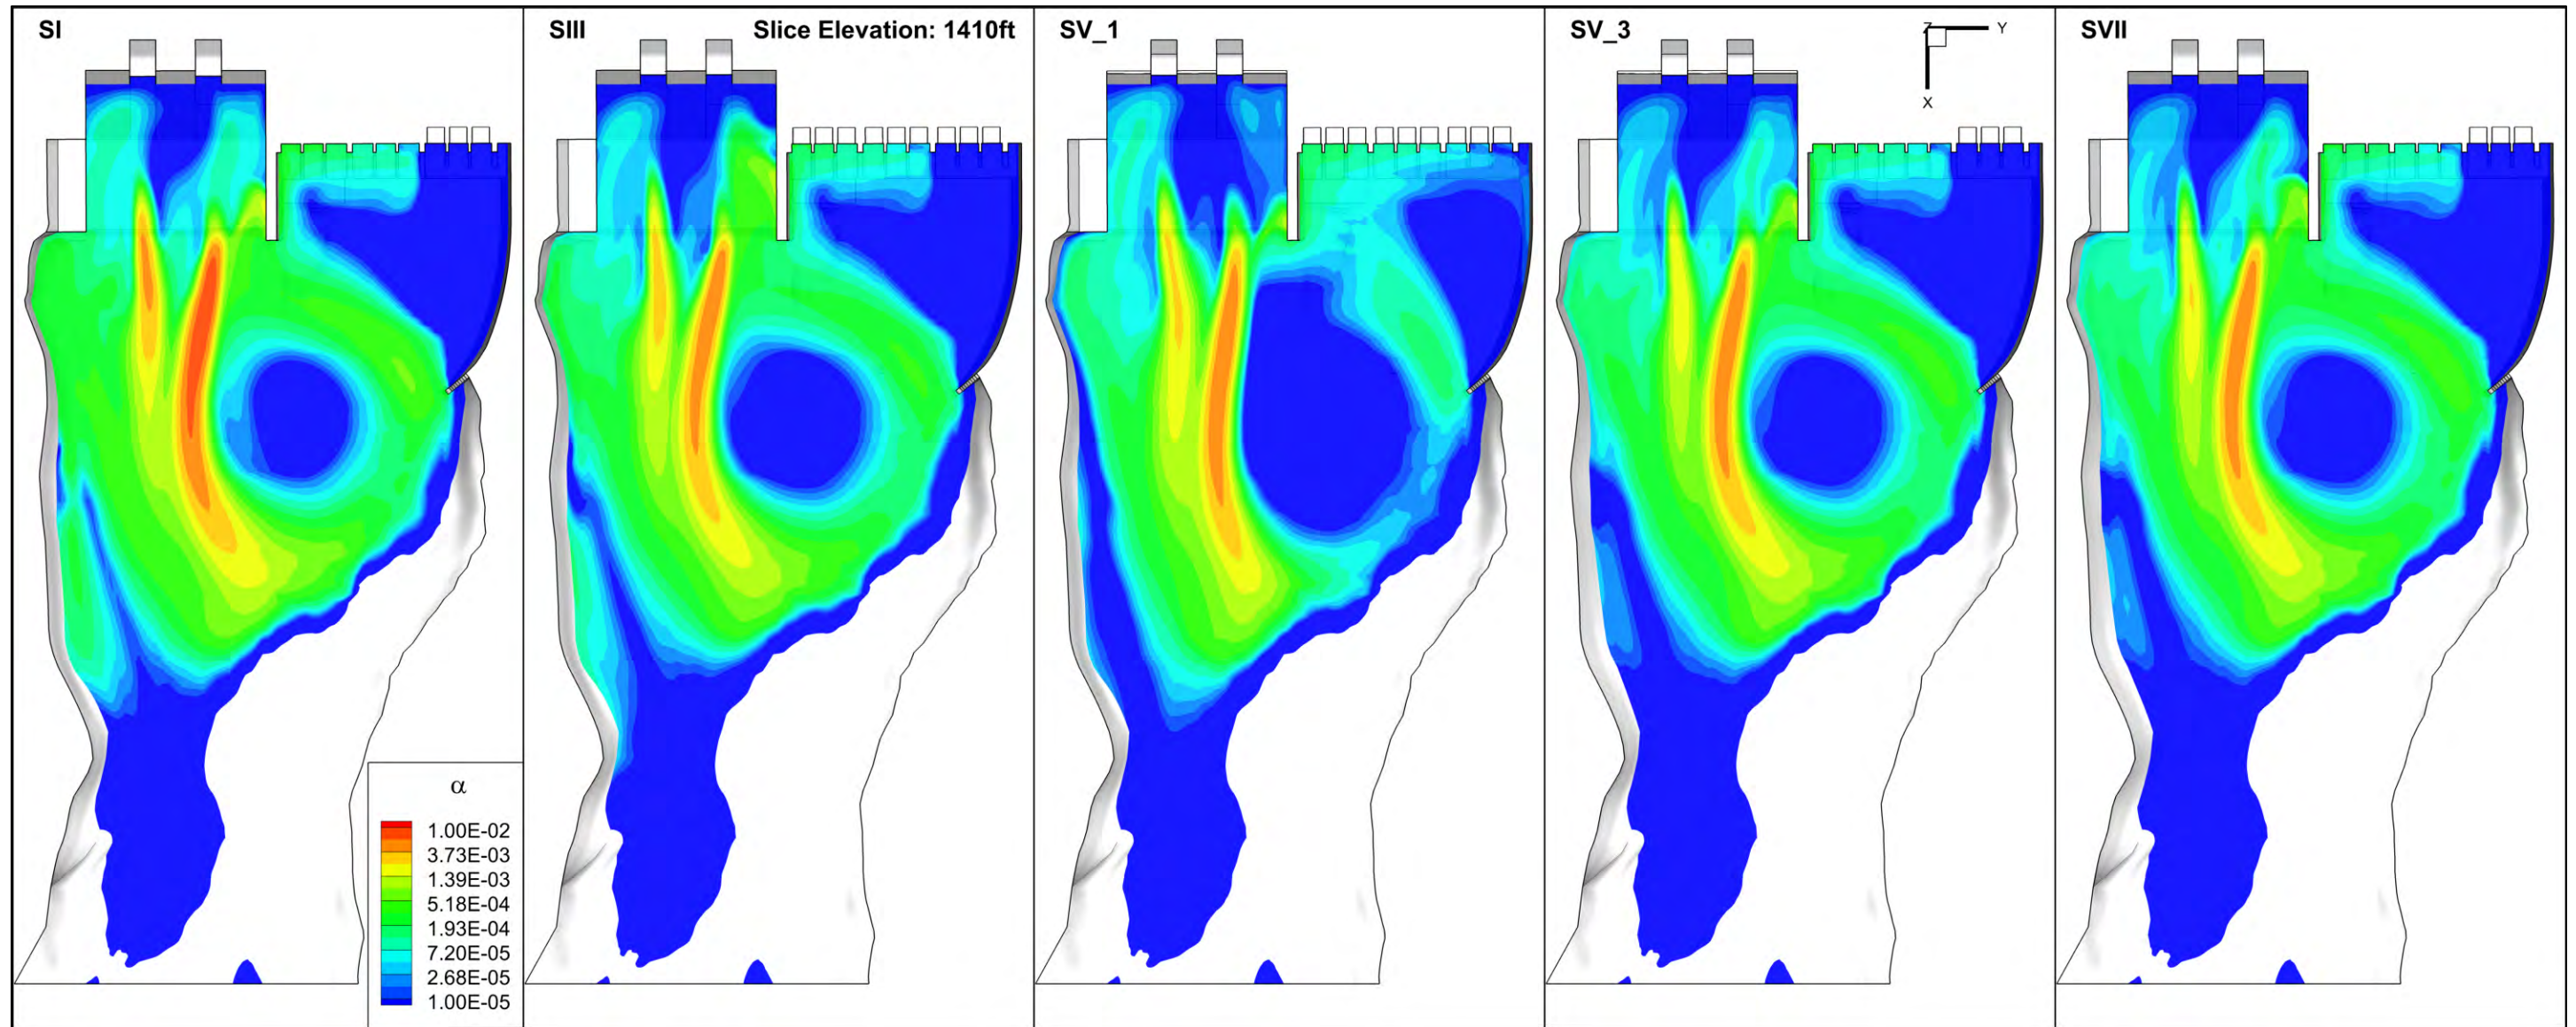 SI
SIII
Slice Elevation: 1410ft
SV_1
SV_3
Z
Y
X
SVII
α
1.00E-02
3.73E-03
1.39E-03
5.18E-04
1.93E-04
7.20E-05
2.68E-05
1.00E-05